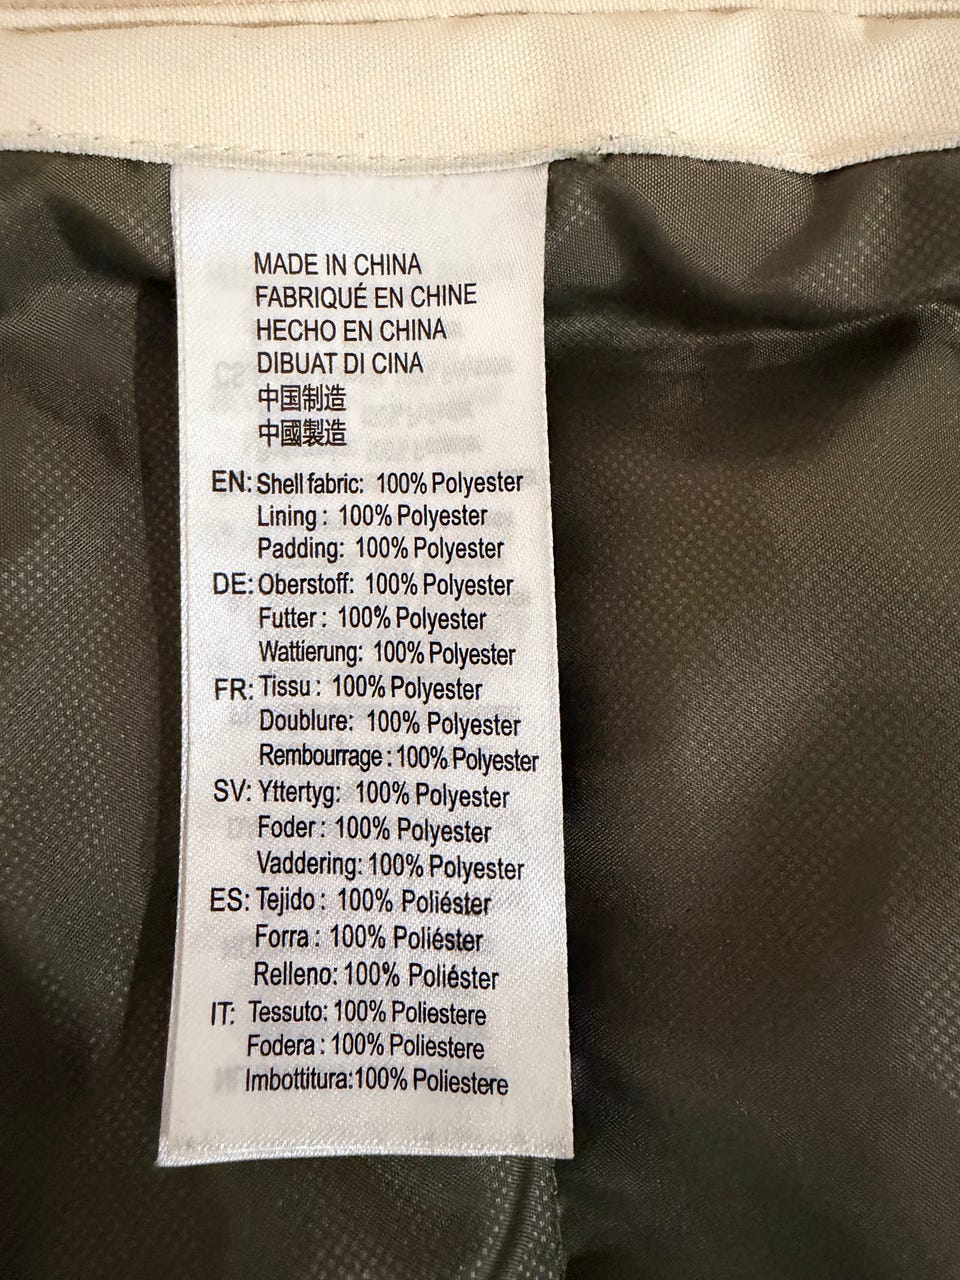 MADE IN CHINA
FABRIQUÉ EN CHINE
HECHO EN CHINA
DIBUAT DI CINA
中国制造
中國製造
EN: Shell fabric: 100% Polyester
Lining : 100% Polyester
Padding: 100% Polyester
DE: Oberstoff: 100% Polyester
Futter : 100% Polyester
Wattierung: 100% Polyester
FR: Tissu : 100% Polyester
Doublure: 100% Polyester
Rembourrage : 100% Polyester
SV: Yttertyg: 100% Polyester
Foder : 100% Polyester
Vaddering: 100% Polyester
ES: Tejido : 100% Poliéster
Forra : 100% Poliéster
Relleno: 100% Poliéster
IT: Tessuto: 100% Poliestere
Fodera : 100% Poliestere
Imbottitura:100% Poliestere